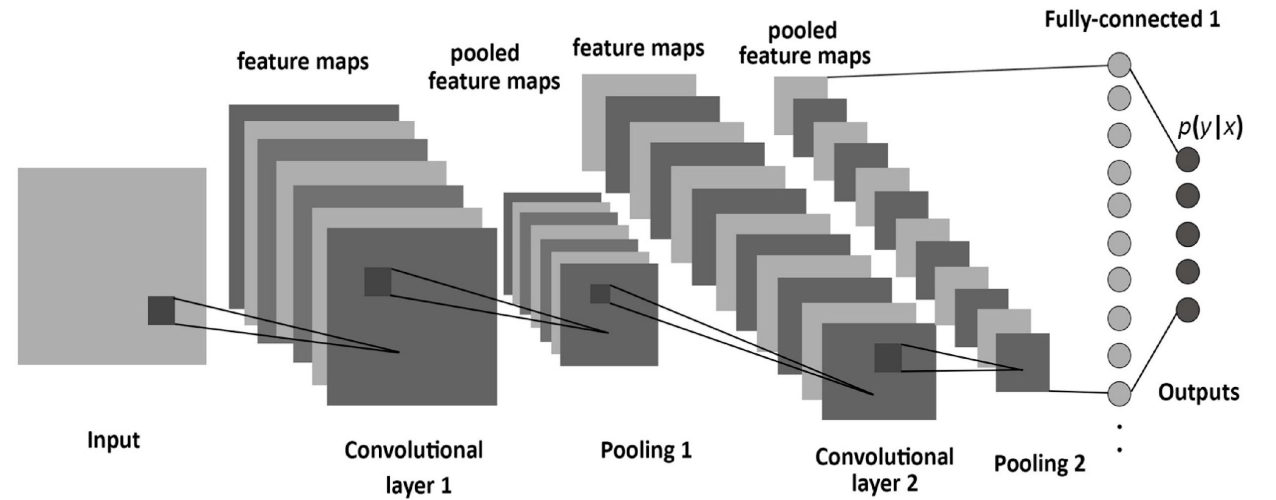 feature maps
pooled
feature maps
feature maps
pooled
feature maps
Fully-connected 1
p(y|x)
Input
Convolutional
layer 1
Pooling 1
Convolutional
layer 2
Pooling 2
Outputs